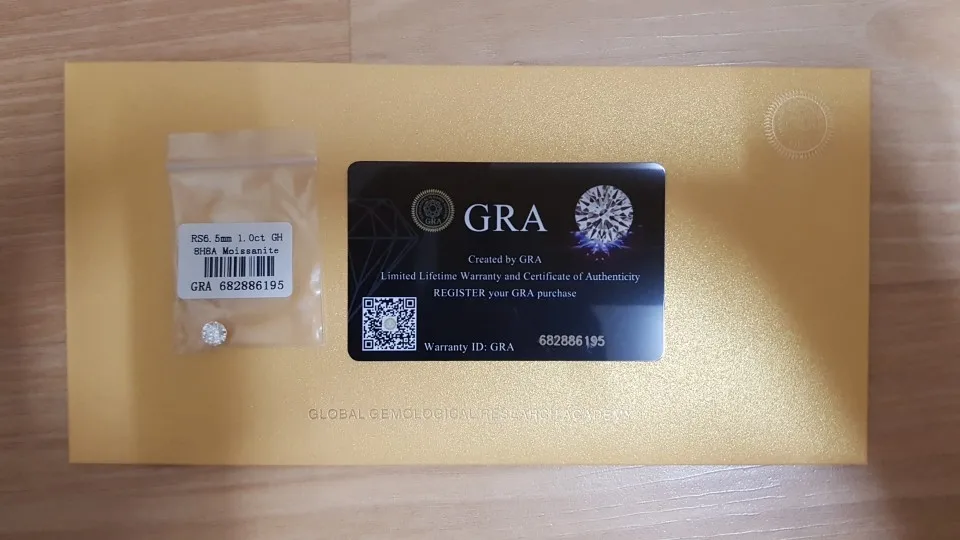 RS6.5mm 1.0ct GH
8H8A Moissanite
GRA 682886195
GRA
GRA
Created by GRA
Limited Lifetime Warranty and Certificate of Authenticity
REGISTER your GRA purchase
Warranty ID: GRA 682886195
GLOBAL GEMOLOGICAL RESEARCH ACADEMY